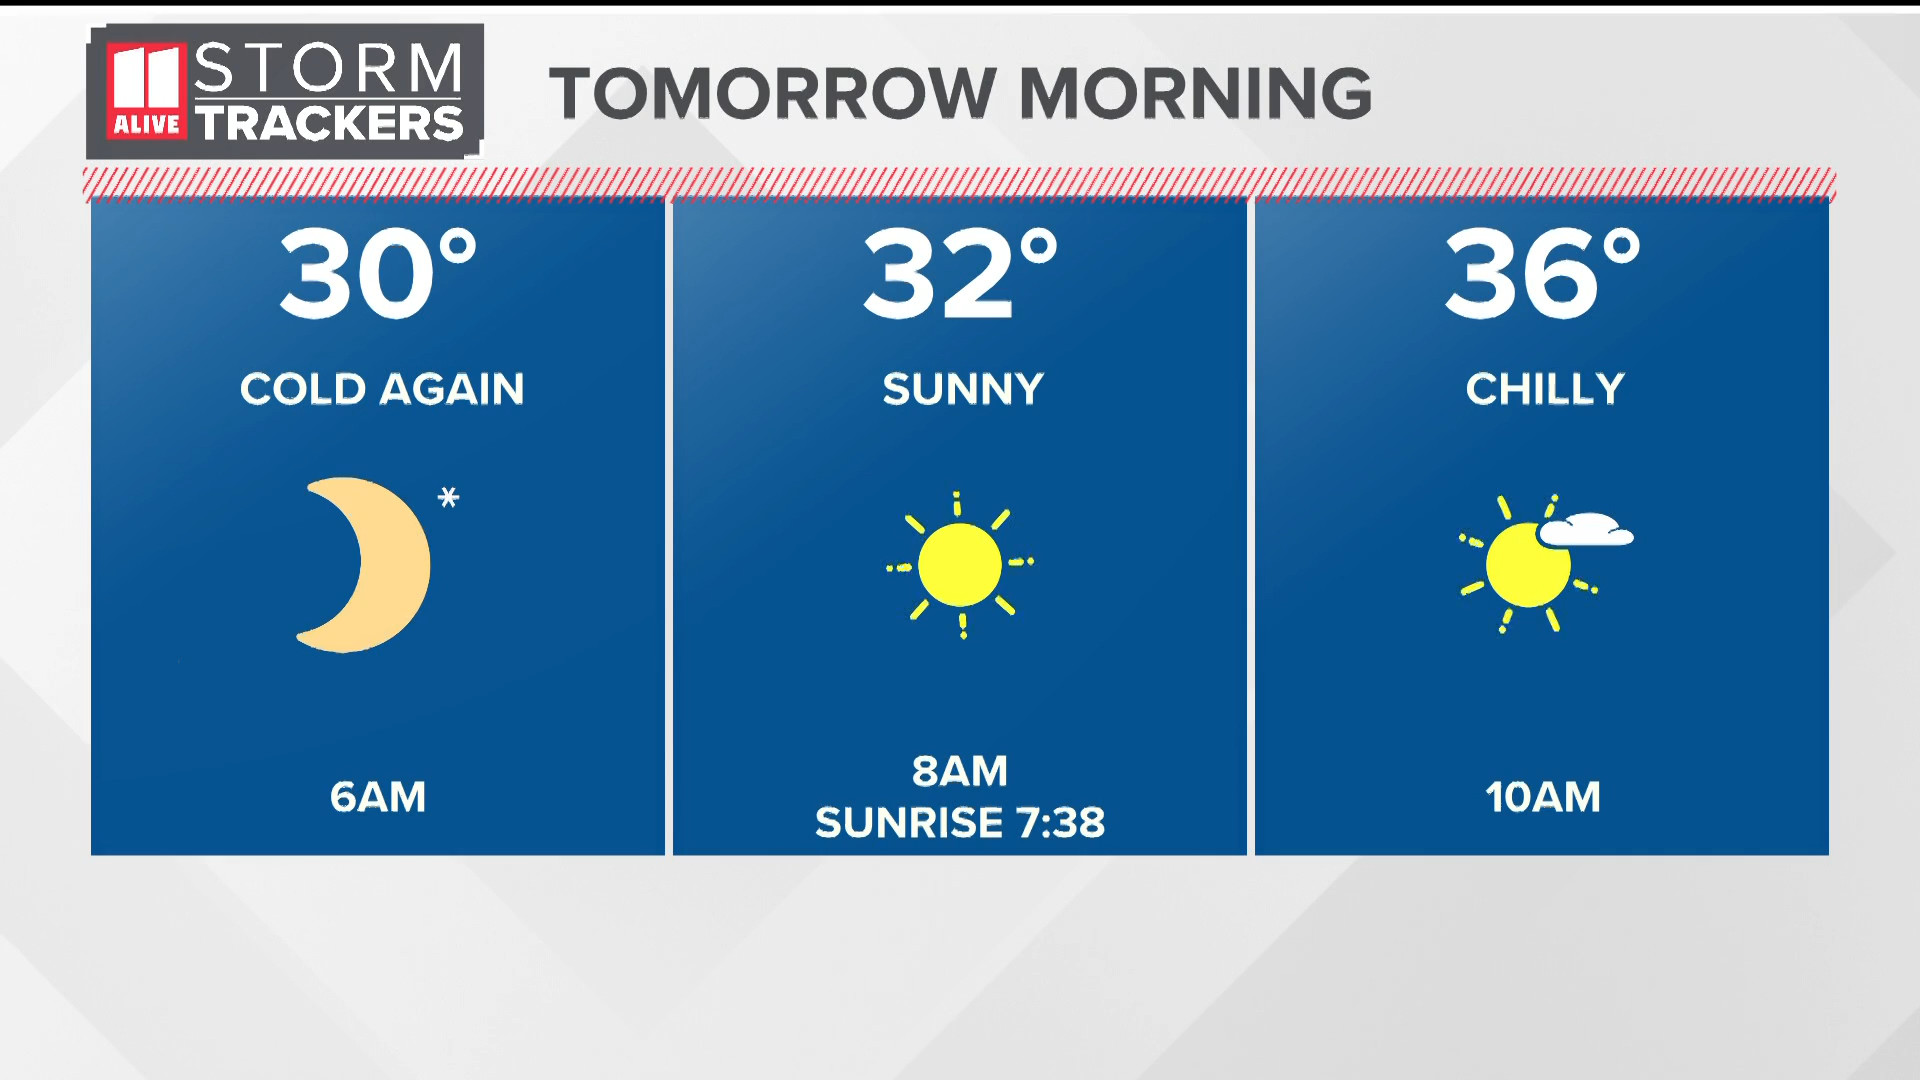 11 ALIVE
STORM
TRACKERS
TOMORROW MORNING
30°
COLD AGAIN
6AM
32°
SUNNY
8AM
SUNRISE 7:38
36°
CHILLY
10AM